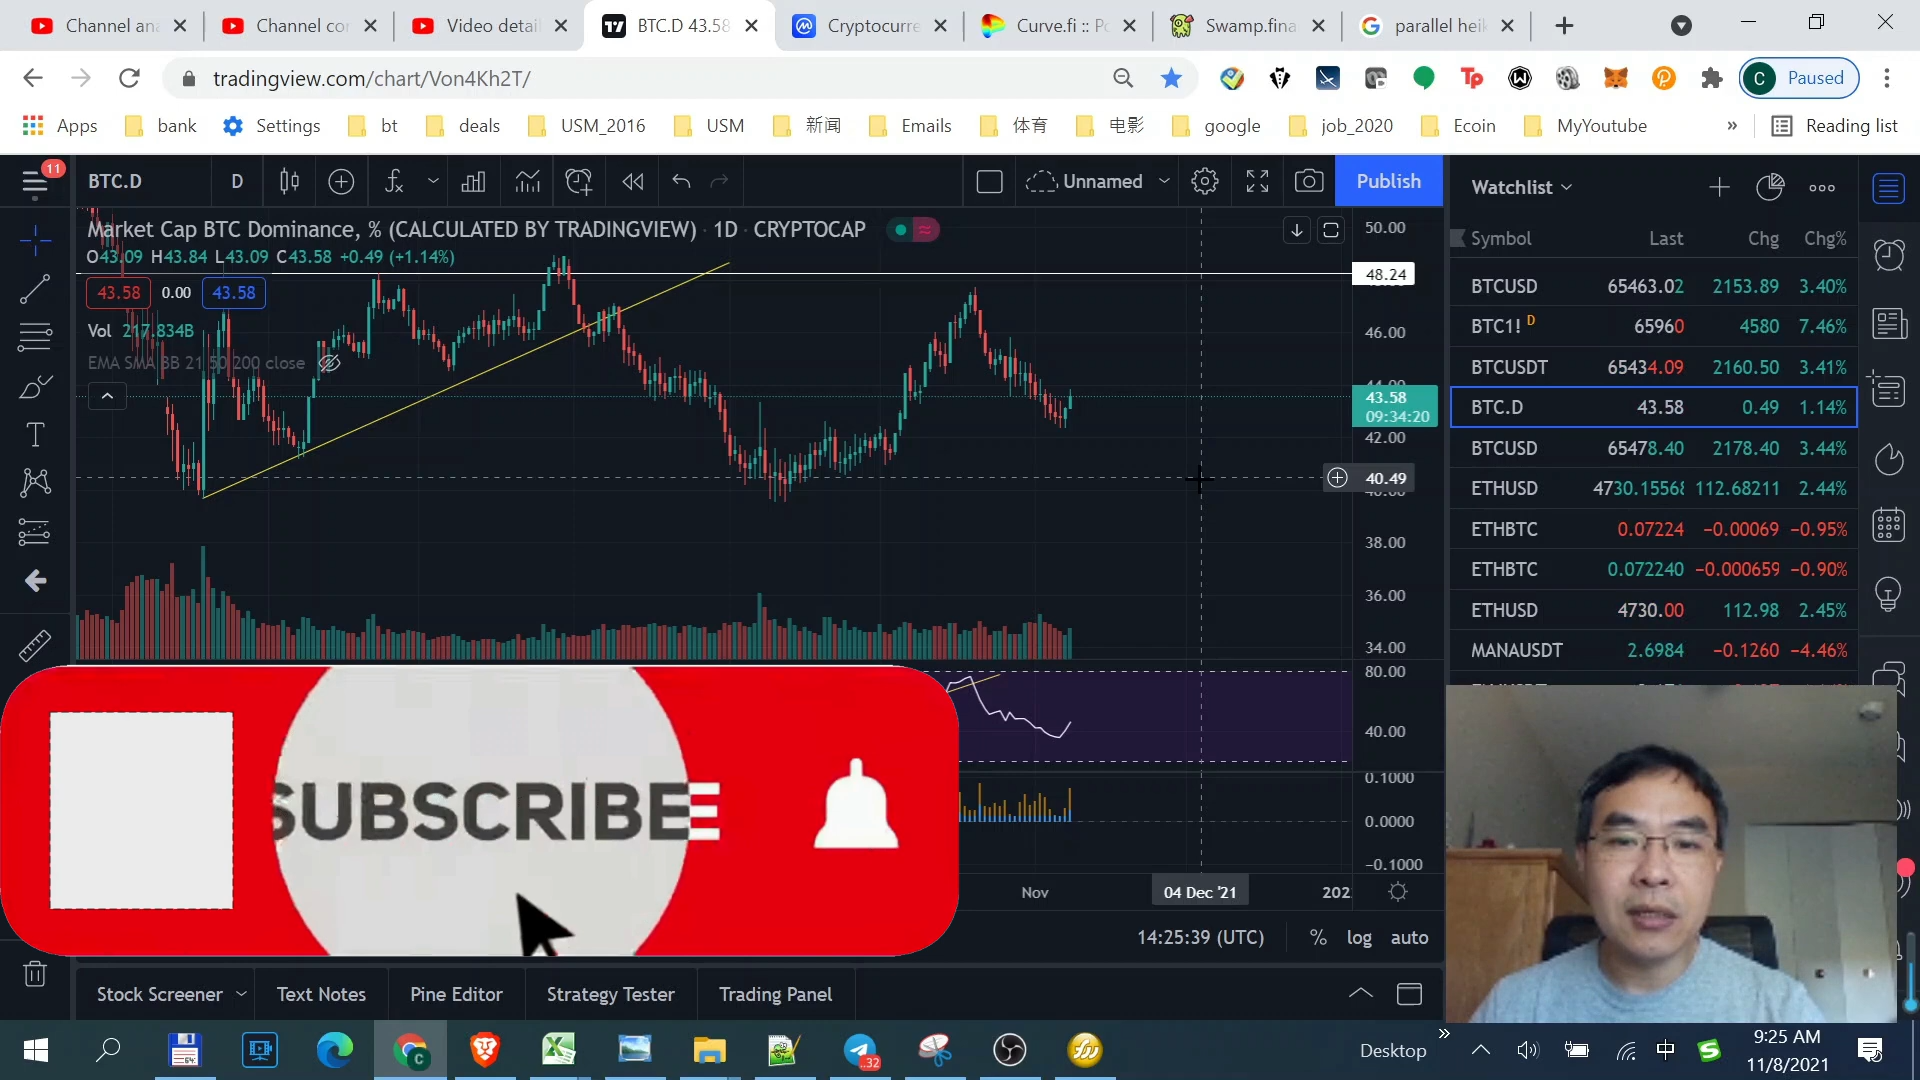 Channel ana
Channel co
Video detail
BTC.D 43.58
Cryptocurre
Curve.fi :: Po
Swamp.fina
parallel heik
tradingview.com/chart/Von4Kh2T/
C Paused
Apps bank Settings bt deals USM_2016 USM 新闻 Emails 体育 电影 google job_2020 Ecoin MyYoutube » Reading list
11
BTC.D D Unnamed Publish
Market Cap BTC Dominance, % (CALCULATED BY TRADINGVIEW) · 1D · CRYPTOCAP
O43.09 H43.84 L43.09 C43.58 +0.49 (+1.14%)
43.58 0.00 43.58
Vol 217.834B
EMA SMA BB 21 50 200 close
50.00
48.24
46.00
43.58
09:34:20
42.00
40.49
38.00
36.00
34.00
80.00
40.00
0.1000
0.0000
-0.1000
Nov 04 Dec '21 202
14:25:39 (UTC) % log auto
Watchlist
Symbol Last Chg Chg%
BTCUSD 65463.02 2153.89 3.40%
BTC1! D 65960 4580 7.46%
BTCUSDT 65434.09 2160.50 3.41%
BTC.D 43.58 0.49 1.14%
BTCUSD 65478.40 2178.40 3.44%
ETHUSD 4730.15568 112.68211 2.44%
ETHBTC 0.07224 −0.00069 −0.95%
ETHBTC 0.072240 −0.000659 −0.90%
ETHUSD 4730.00 112.98 2.45%
MANAUSDT 2.6984 −0.1260 −4.46%
SUBSCRIBE
Stock Screener Text Notes Pine Editor Strategy Tester Trading Panel
Desktop » 中
9:25 AM
11/8/2021